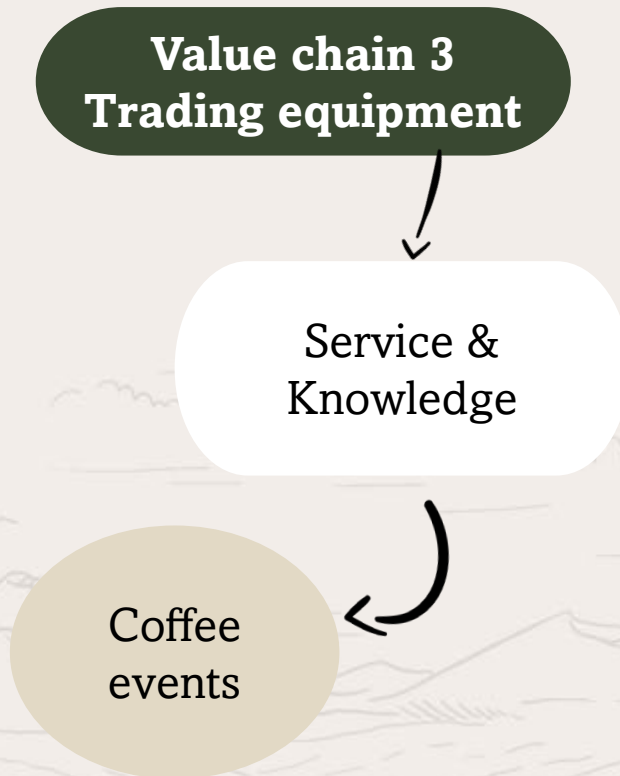 Value chain 3
Trading equipment
Service &
Knowledge
Coffee
events